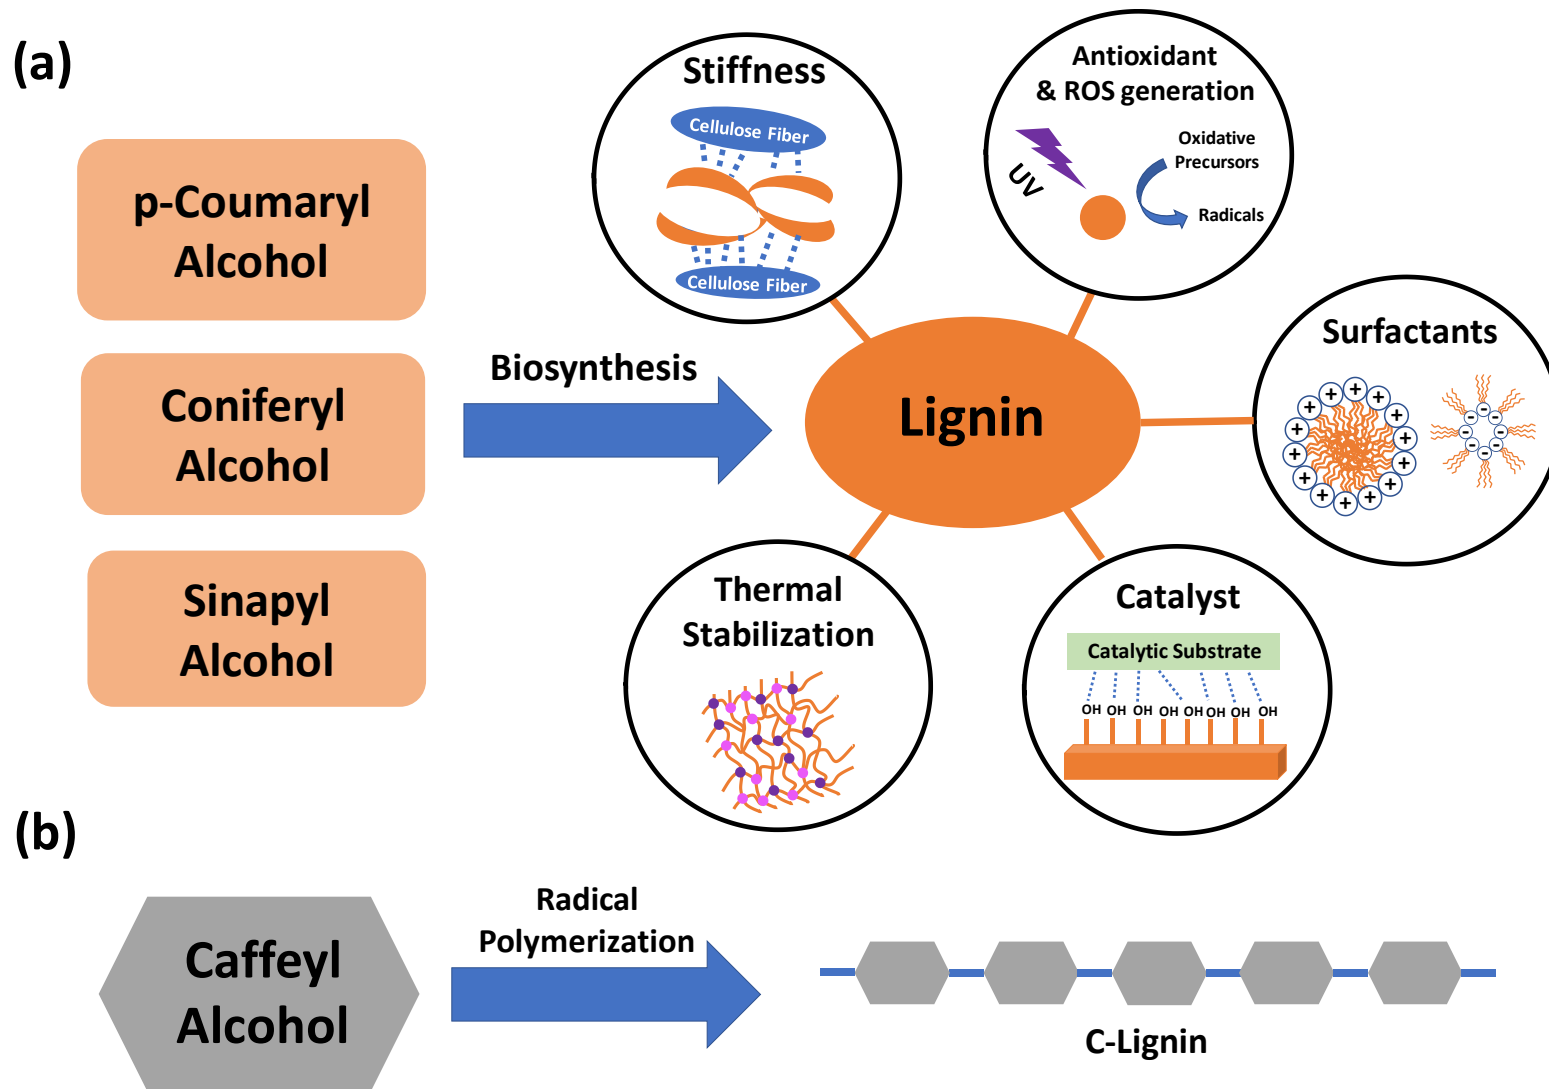 (a)
p-Coumaryl
Alcohol
Coniferyl
Alcohol
Sinapyl
Alcohol
Biosynthesis
Lignin
Stiffness
Cellulose Fiber
Cellulose Fiber
Antioxidant
& ROS generation
UV
Oxidative
Precursors
Radicals
Surfactants
+ + + + + + + + + + + + + + +
- - - - - - - -
Thermal
Stabilization
Catalyst
Catalytic Substrate
OH OH OH OH OH OH OH OH
(b)
Caffeyl
Alcohol
Radical
Polymerization
C-Lignin